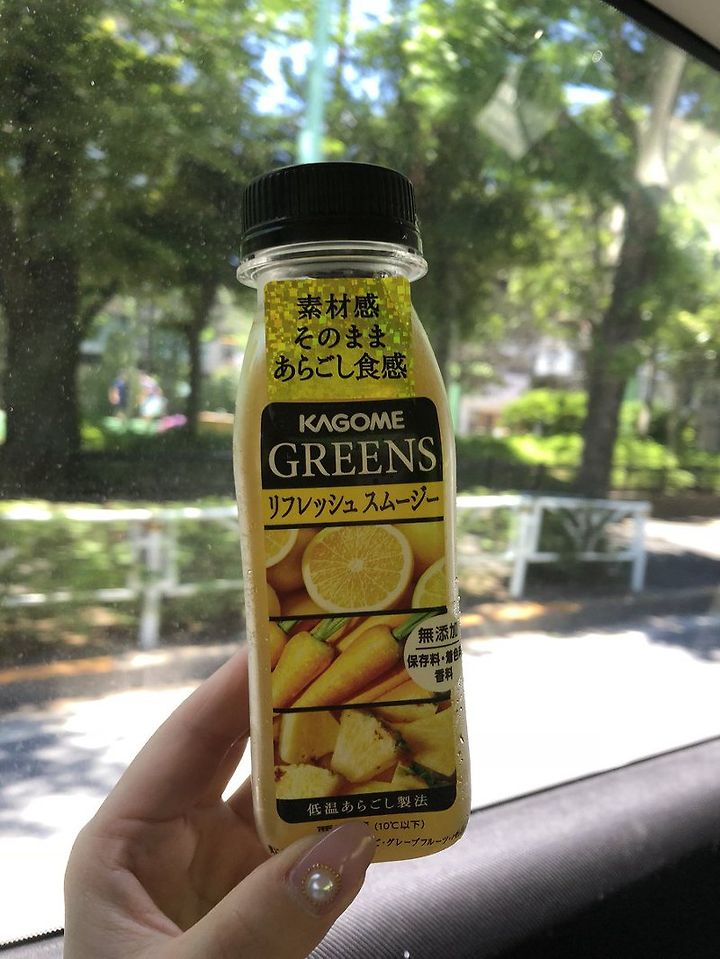 素材感
そのまま
あらごし食感
KAGOME
GREENS
リフレッシュ スムージー
無添加
保存料・着色料
香料
低温あらごし製法
(10℃以下)
グレープフルーツ